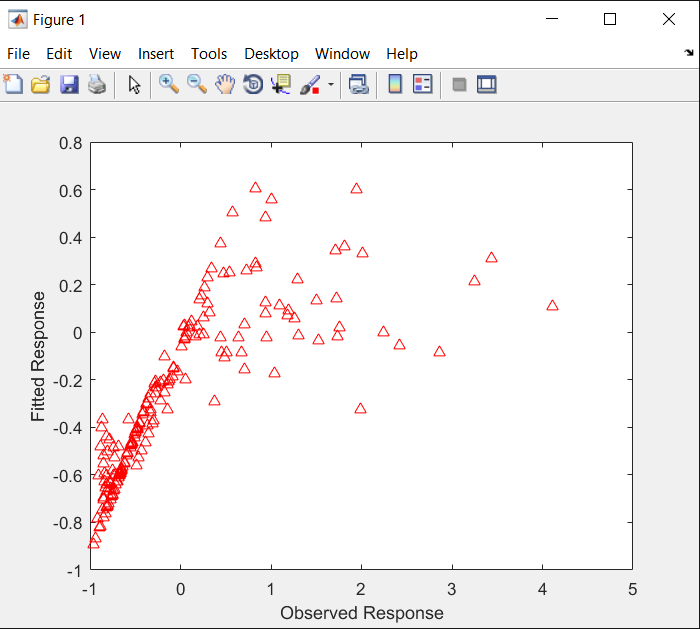 Figure 1
File Edit View Insert Tools Desktop Window Help
0.8
0.6
0.4
0.2
0
-0.2
-0.4
-0.6
-0.8
-1
Fitted Response
-1 0 1 2 3 4 5
Observed Response